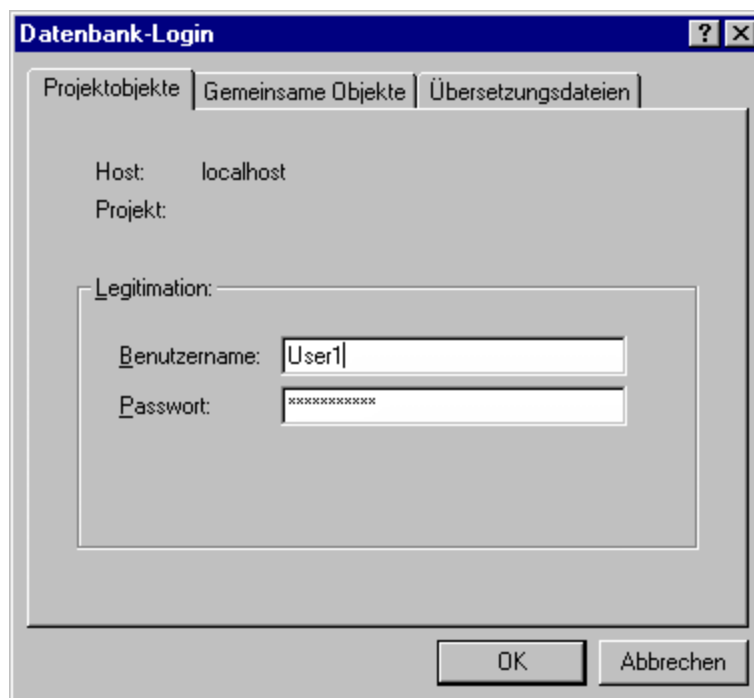 Datenbank-Login
Projektobjekte Gemeinsame Objekte Übersetzungsdateien
Host: localhost
Projekt:
Legitimation:
Benutzername: User1
Passwort: ***********
OK Abbrechen